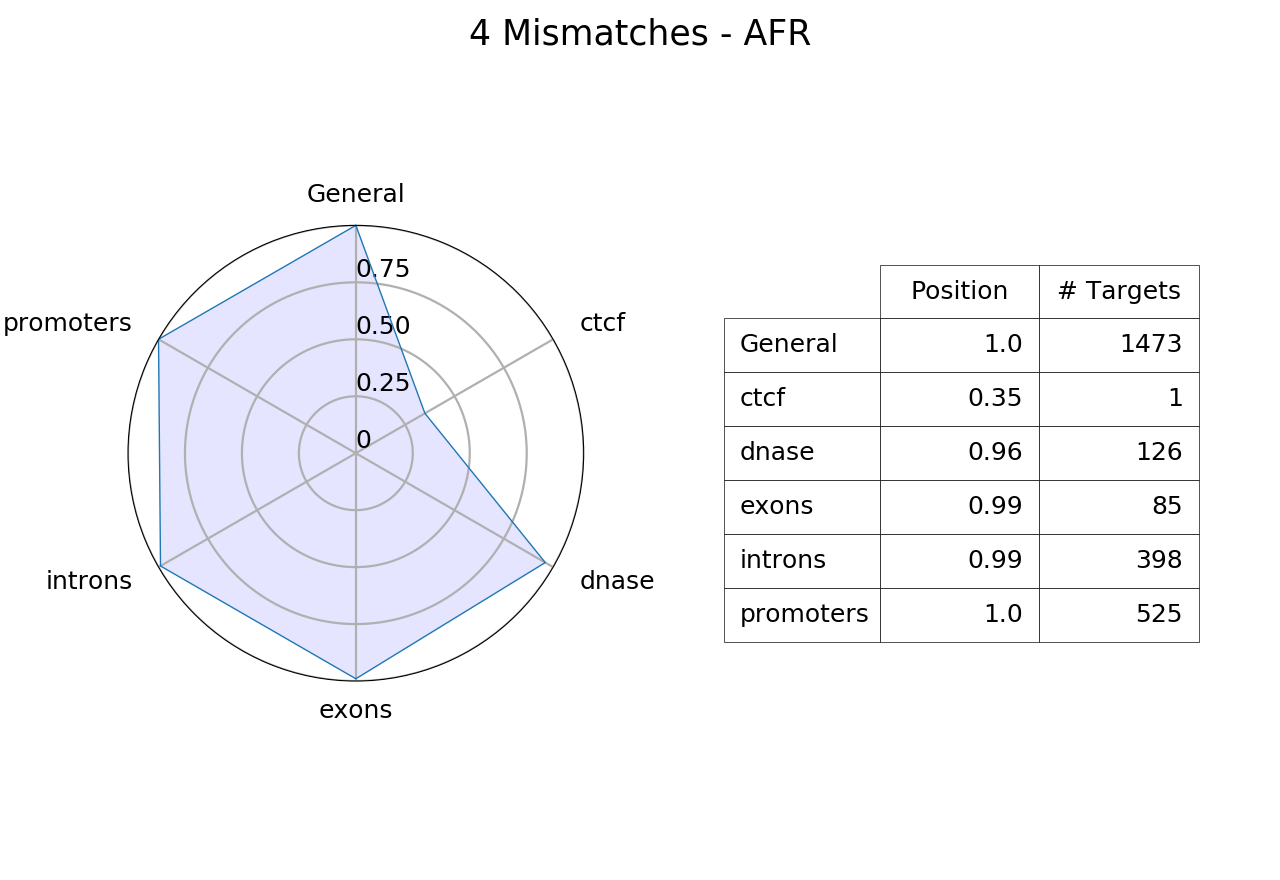 4 Mismatches - AFR
General
promoters
ctcf
0.75
0.50
0.25
0
introns
dnase
exons
Position # Targets
General 1.0 1473
ctcf 0.35 1
dnase 0.96 126
exons 0.99 85
introns 0.99 398
promoters 1.0 525